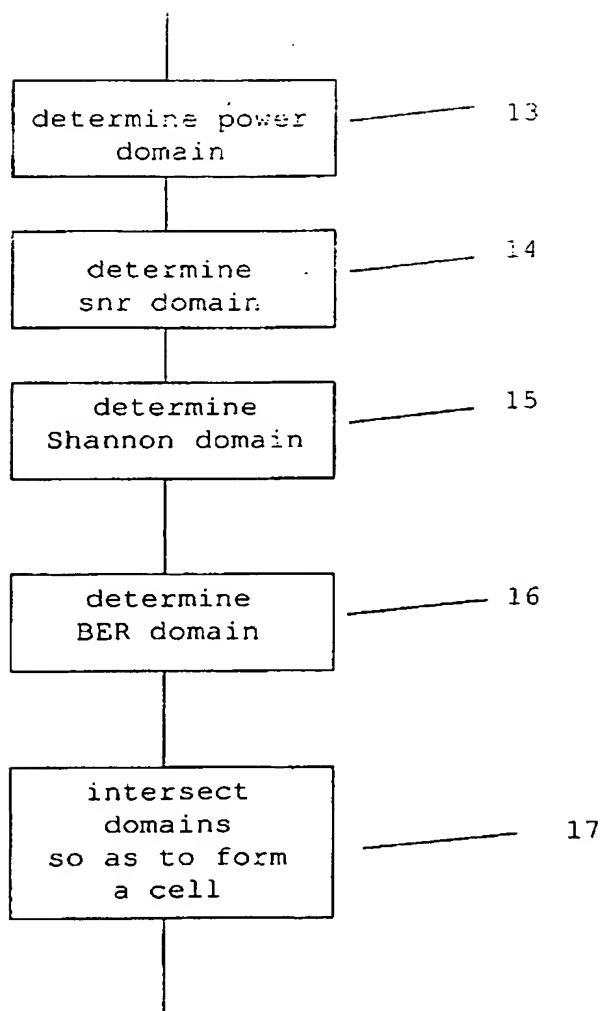 determine power
domain
13
determine
snr domain
14
determine
Shannon domain
15
determine
BER domain
16
intersect
domains
so as to form
a cell
17